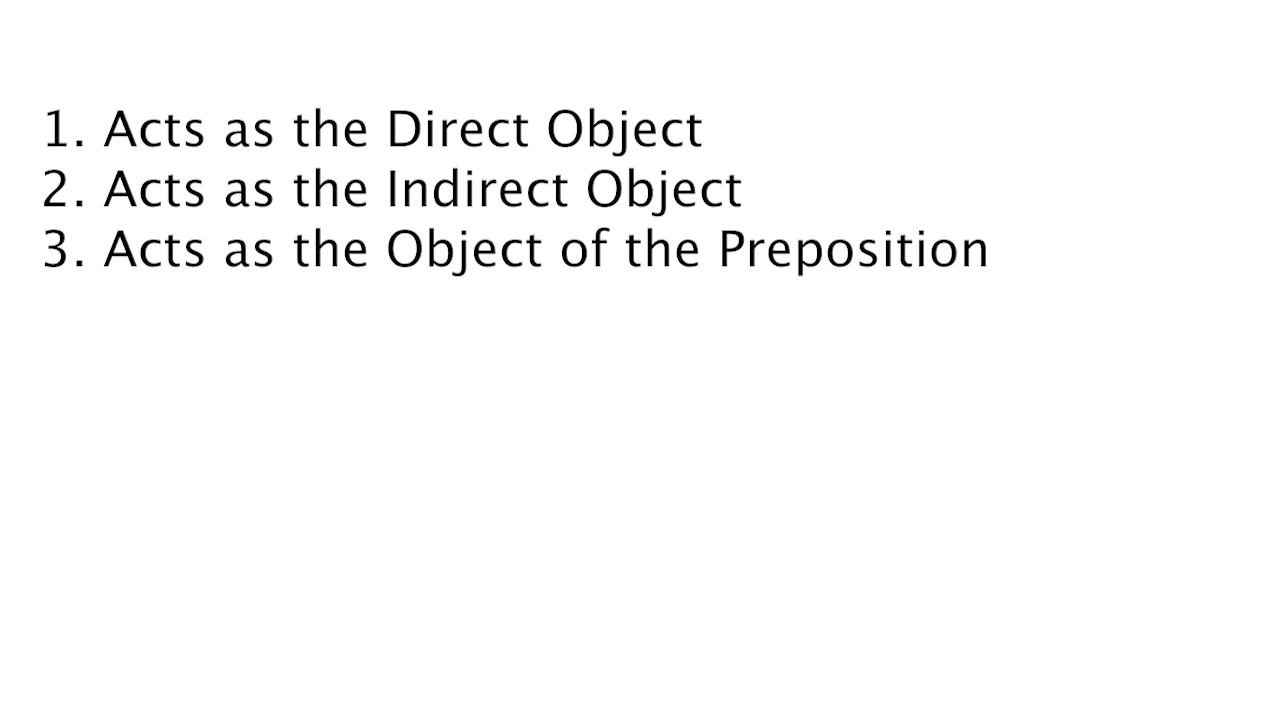 1. Acts as the Direct Object
2. Acts as the Indirect Object
3. Acts as the Object of the Preposition